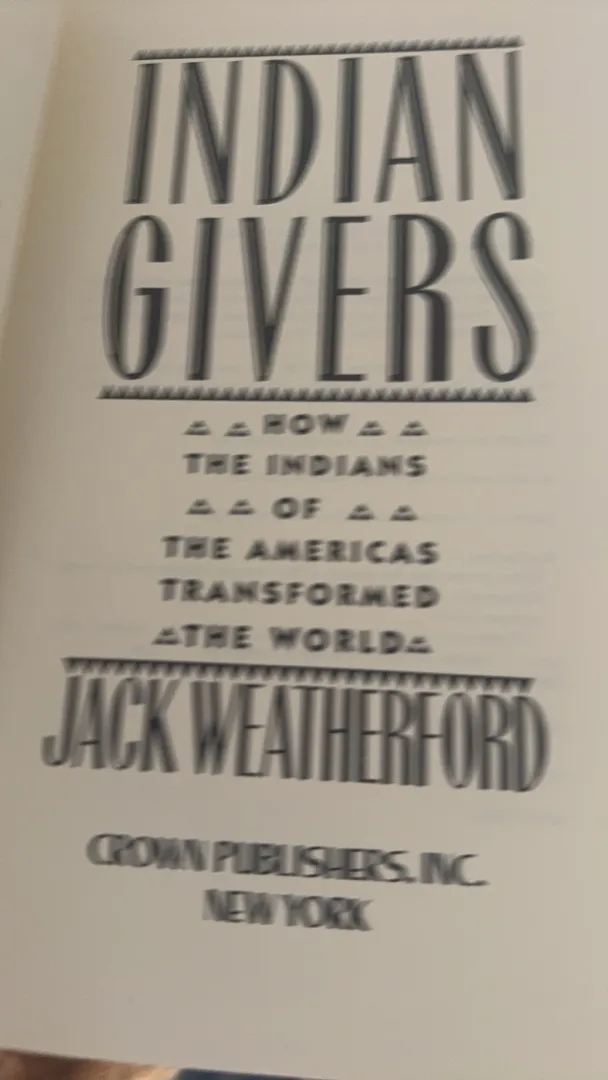 INDIAN
GIVERS
HOW
THE INDIANS
OF
THE AMERICAS
TRANSFORMED
THE WORLD
JACK WEATHERFORD
CROWN PUBLISHERS, INC.
NEW YORK